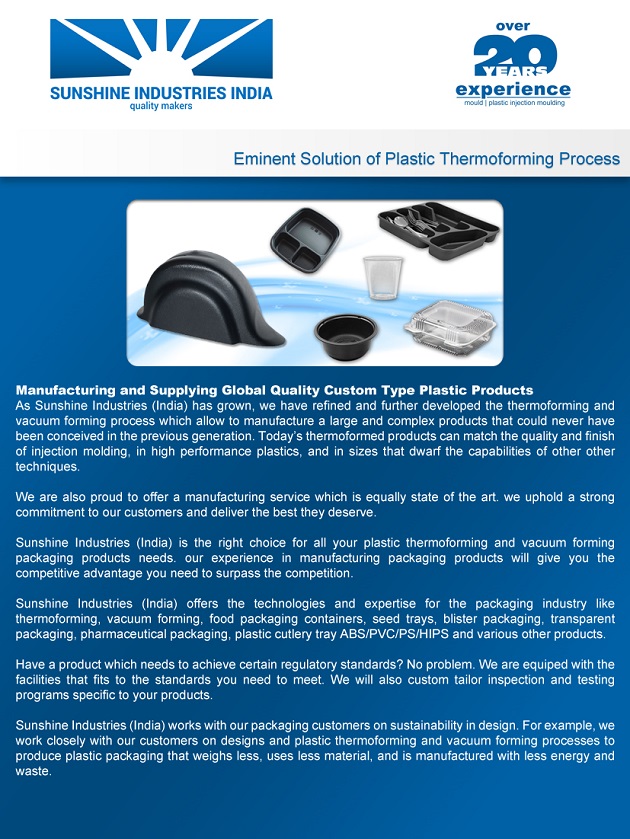 SUNSHINE INDUSTRIES INDIA
quality makers
over
20
YEARS
experience
mould | plastic injection moulding
Eminent Solution of Plastic Thermoforming Process
Manufacturing and Supplying Global Quality Custom Type Plastic Products
As Sunshine Industries (India) has grown, we have refined and further developed the thermoforming and
vacuum forming process which allow to manufacture a large and complex products that could never have
been conceived in the previous generation. Today's thermoformed products can match the quality and finish
of injection molding, in high performance plastics, and in sizes that dwarf the capabilities of other other
techniques.
We are also proud to offer a manufacturing service which is equally state of the art. we uphold a strong
commitment to our customers and deliver the best they deserve.
Sunshine Industries (India) is the right choice for all your plastic thermoforming and vacuum forming
packaging products needs. our experience in manufacturing packaging products will give you the
competitive advantage you need to surpass the competition.
Sunshine Industries (India) offers the technologies and expertise for the packaging industry like
thermoforming, vacuum forming, food packaging containers, seed trays, blister packaging, transparent
packaging, pharmaceutical packaging, plastic cutlery tray ABS/PVC/PS/HIPS and various other products.
Have a product which needs to achieve certain regulatory standards? No problem. We are equiped with the
facilities that fits to the standards you need to meet. We will also custom tailor inspection and testing
programs specific to your products.
Sunshine Industries (India) works with our packaging customers on sustainability in design. For example, we
work closely with our customers on designs and plastic thermoforming and vacuum forming processes to
produce plastic packaging that weighs less, uses less material, and is manufactured with less energy and
waste.